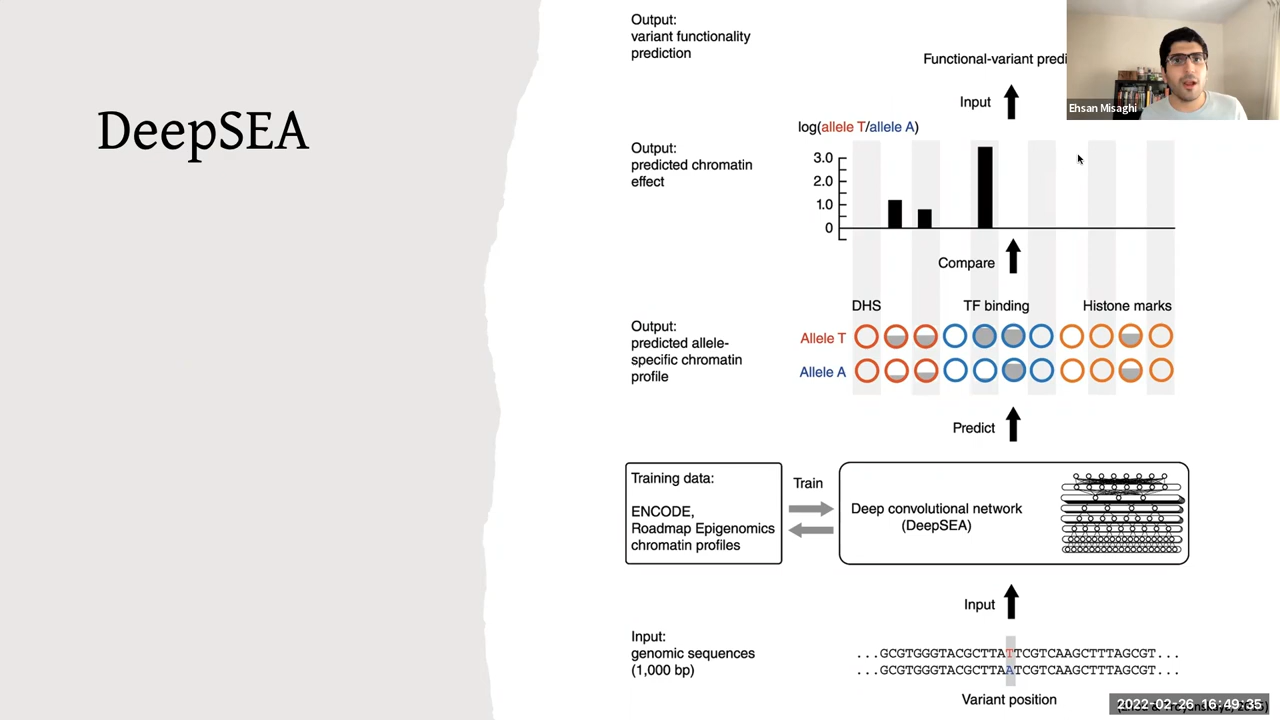 DeepSEA
Output:
variant functionality
prediction
Functional-variant
Input
Ehsan Misaghi
log(allele T/allele A)
Output:
predicted chromatin
effect
3.0
2.0
1.0
0
Compare
DHS
TF binding
Histone marks
Output:
predicted allele-
specific chromatin
profile
Allele T
Allele A
Predict
Training data:
ENCODE,
Roadmap Epigenomics
chromatin profiles
Train
Deep convolutional network
(DeepSEA)
Input
Input:
genomic sequences
(1,000 bp)
...GCGTGGGTACGCTTATTCGTCAAGCTTTAGCGT...
...GCGTGGGTACGCTTAATCGTCAAGCTTTAGCGT...
Variant position
2022-02-26 16:49:35